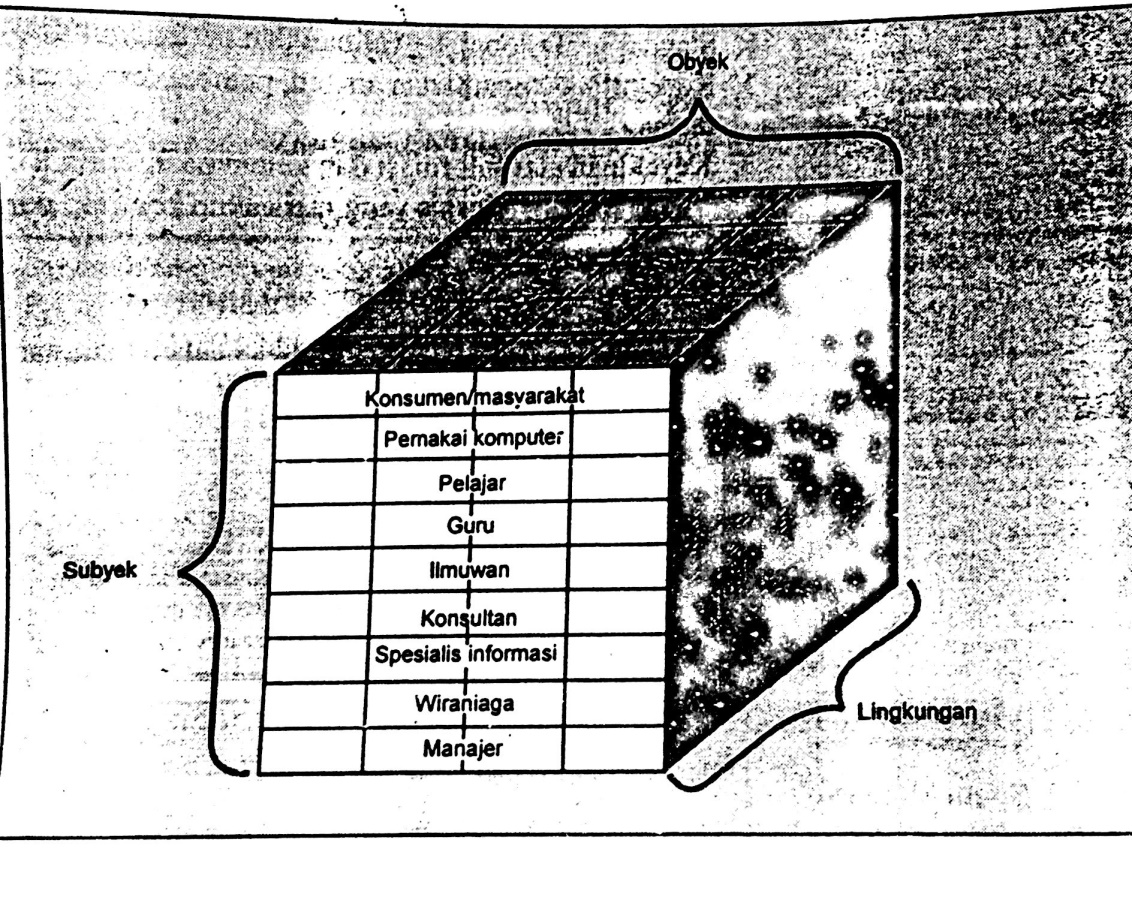 Obyek
Konsumen/masyarakat
Pemakai komputer
Pelajar
Guru
Subyek
Ilmuwan
Konsultan
Spesialis informasi
Wiraniaga
Lingkungan
Manajer